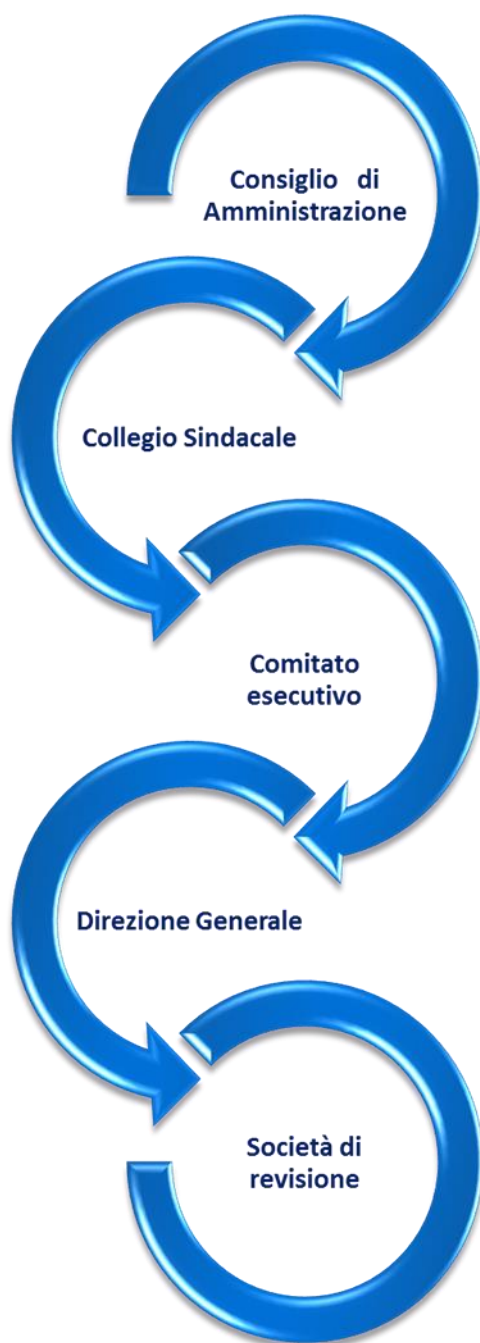 Consiglio di
Amministrazione
Collegio Sindacale
Comitato
esecutivo
Direzione Generale
Società di
revisione